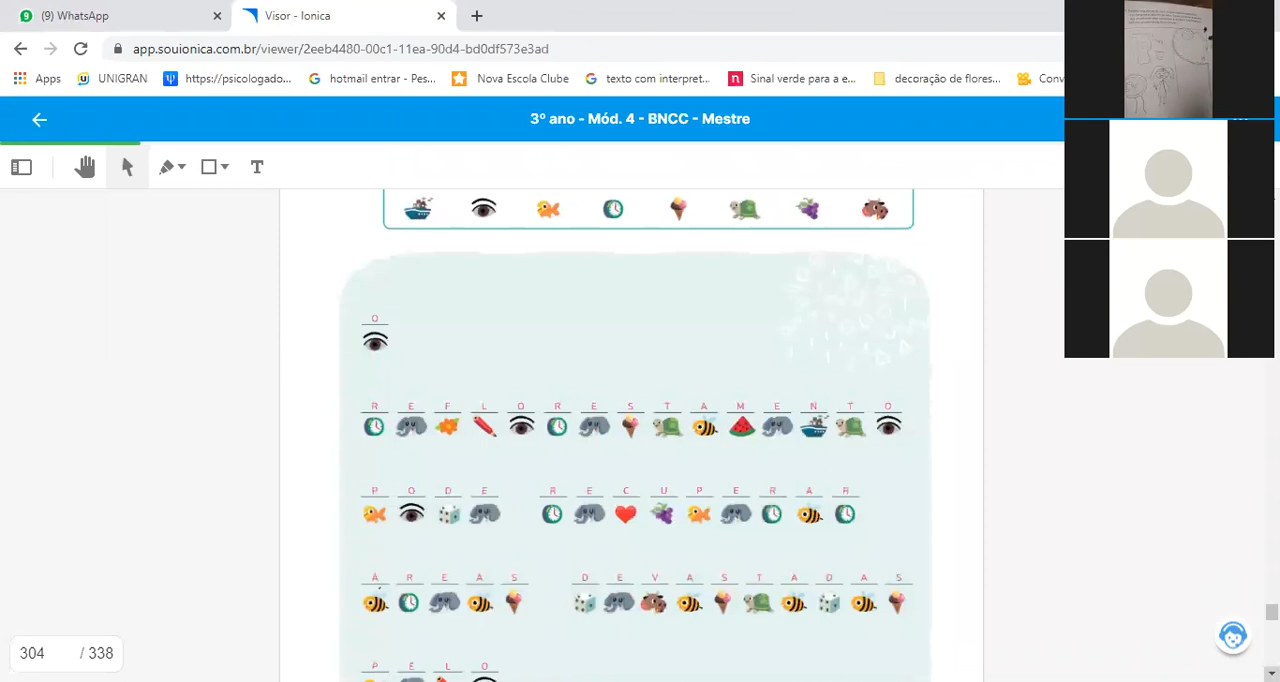 (9) WhatsApp
Visor - Ionica
app.souionica.com.br/viewer/2eeb4480-00c1-11ea-90d4-bd0df573e3ad
Apps UNIGRAN https://psicologado... hotmail entrar - Pes... Nova Escola Clube texto com interpret... Sinal verde para a e... decoração de flores... Conv
3º ano - Mód. 4 - BNCC - Mestre
T
O
R E F L O R E S T A M E N T O
P O D E R E C U P E R A R
Á R E A S D E V A S T A D A S
P E L O
304 / 338